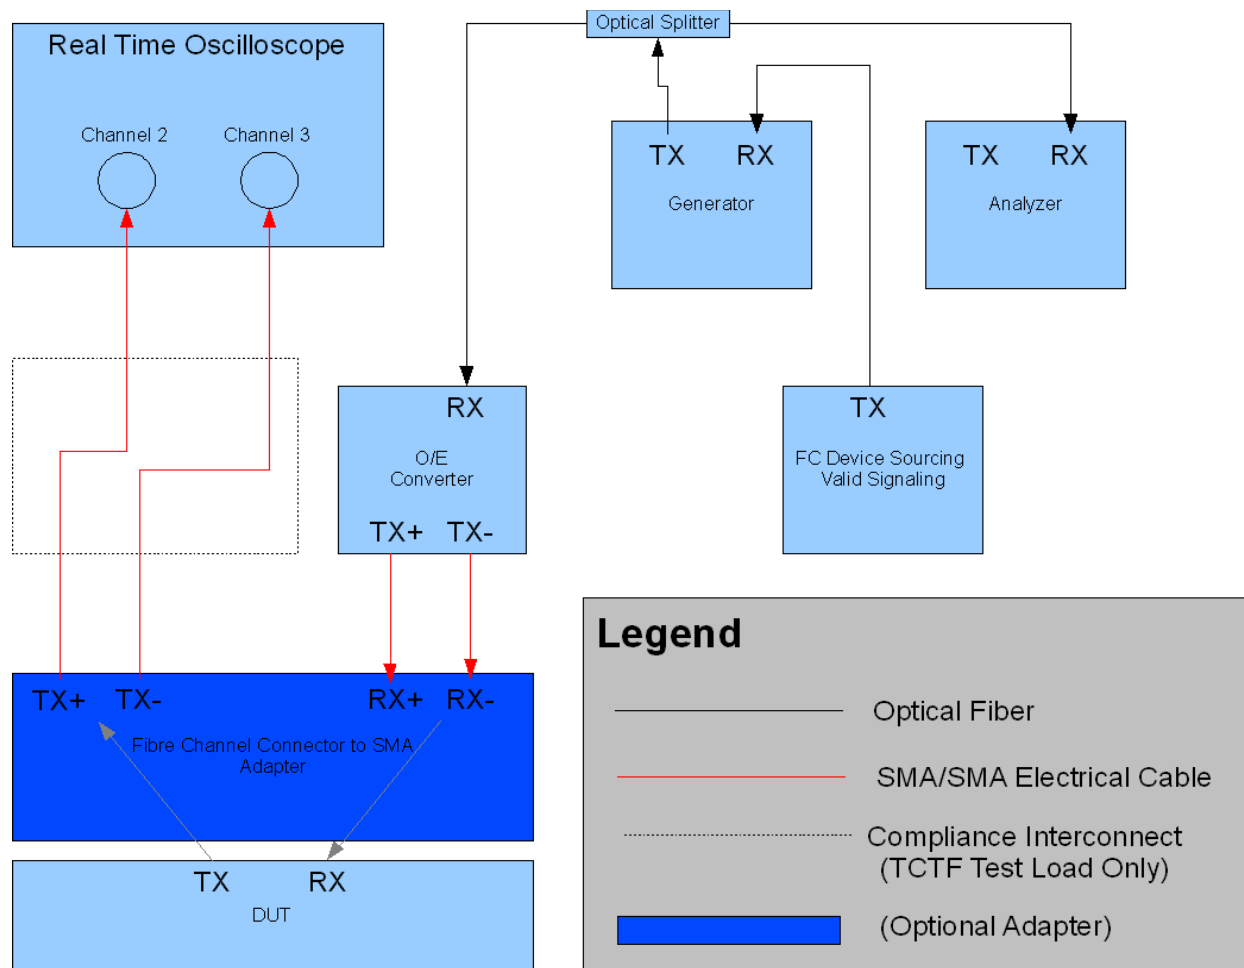 Optical Splitter
Real Time Oscilloscope
Channel 2
Channel 3
TX
RX
Generator
TX
RX
Analyzer
RX
O/E
Converter
TX+
TX-
TX
FC Device Sourcing
Valid Signaling
TX+
TX-
RX+
RX-
Fibre Channel Connector to SMA
Adapter
TX
RX
DUT
Legend
Optical Fiber
SMA/SMA Electrical Cable
Compliance Interconnect
(TCTF Test Load Only)
(Optional Adapter)